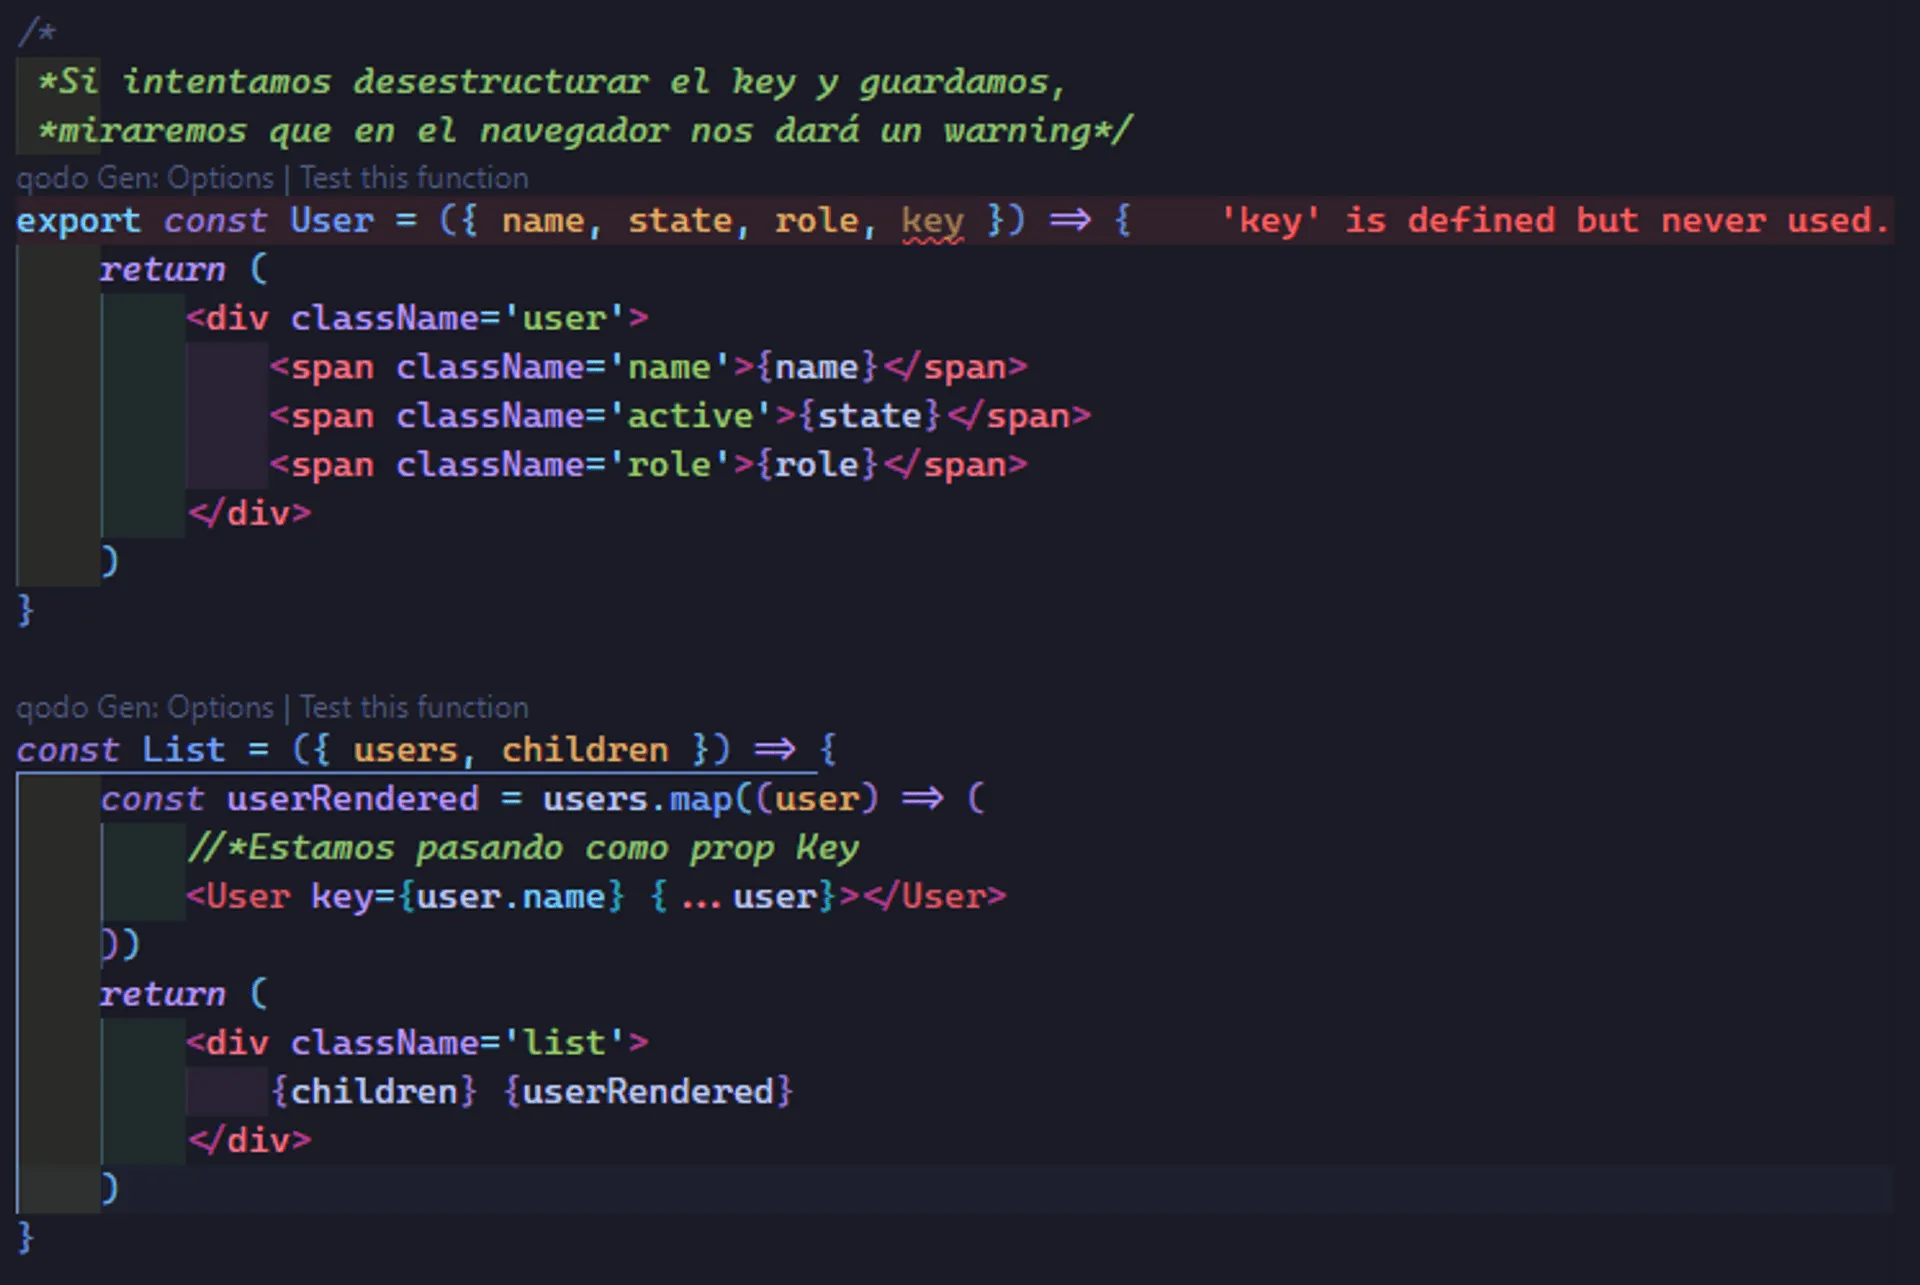 /*
*Si intentamos desestructurar el key y guardamos,
*miraremos que en el navegador nos dará un warning*/
qodo Gen: Options | Test this function
export const User = ({ name, state, role, key }) => { 'key' is defined but never used.
return (
<div className='user'>
<span className='name'>{name}</span>
<span className='active'>{state}</span>
<span className='role'>{role}</span>
</div>
)
}
qodo Gen: Options | Test this function
const List = ({ users, children }) => {
const userRendered = users.map((user) => (
//*Estamos pasando como prop Key
<User key={user.name} {...user}></User>
))
return (
<div className='list'>
{children} {userRendered}
</div>
)
}